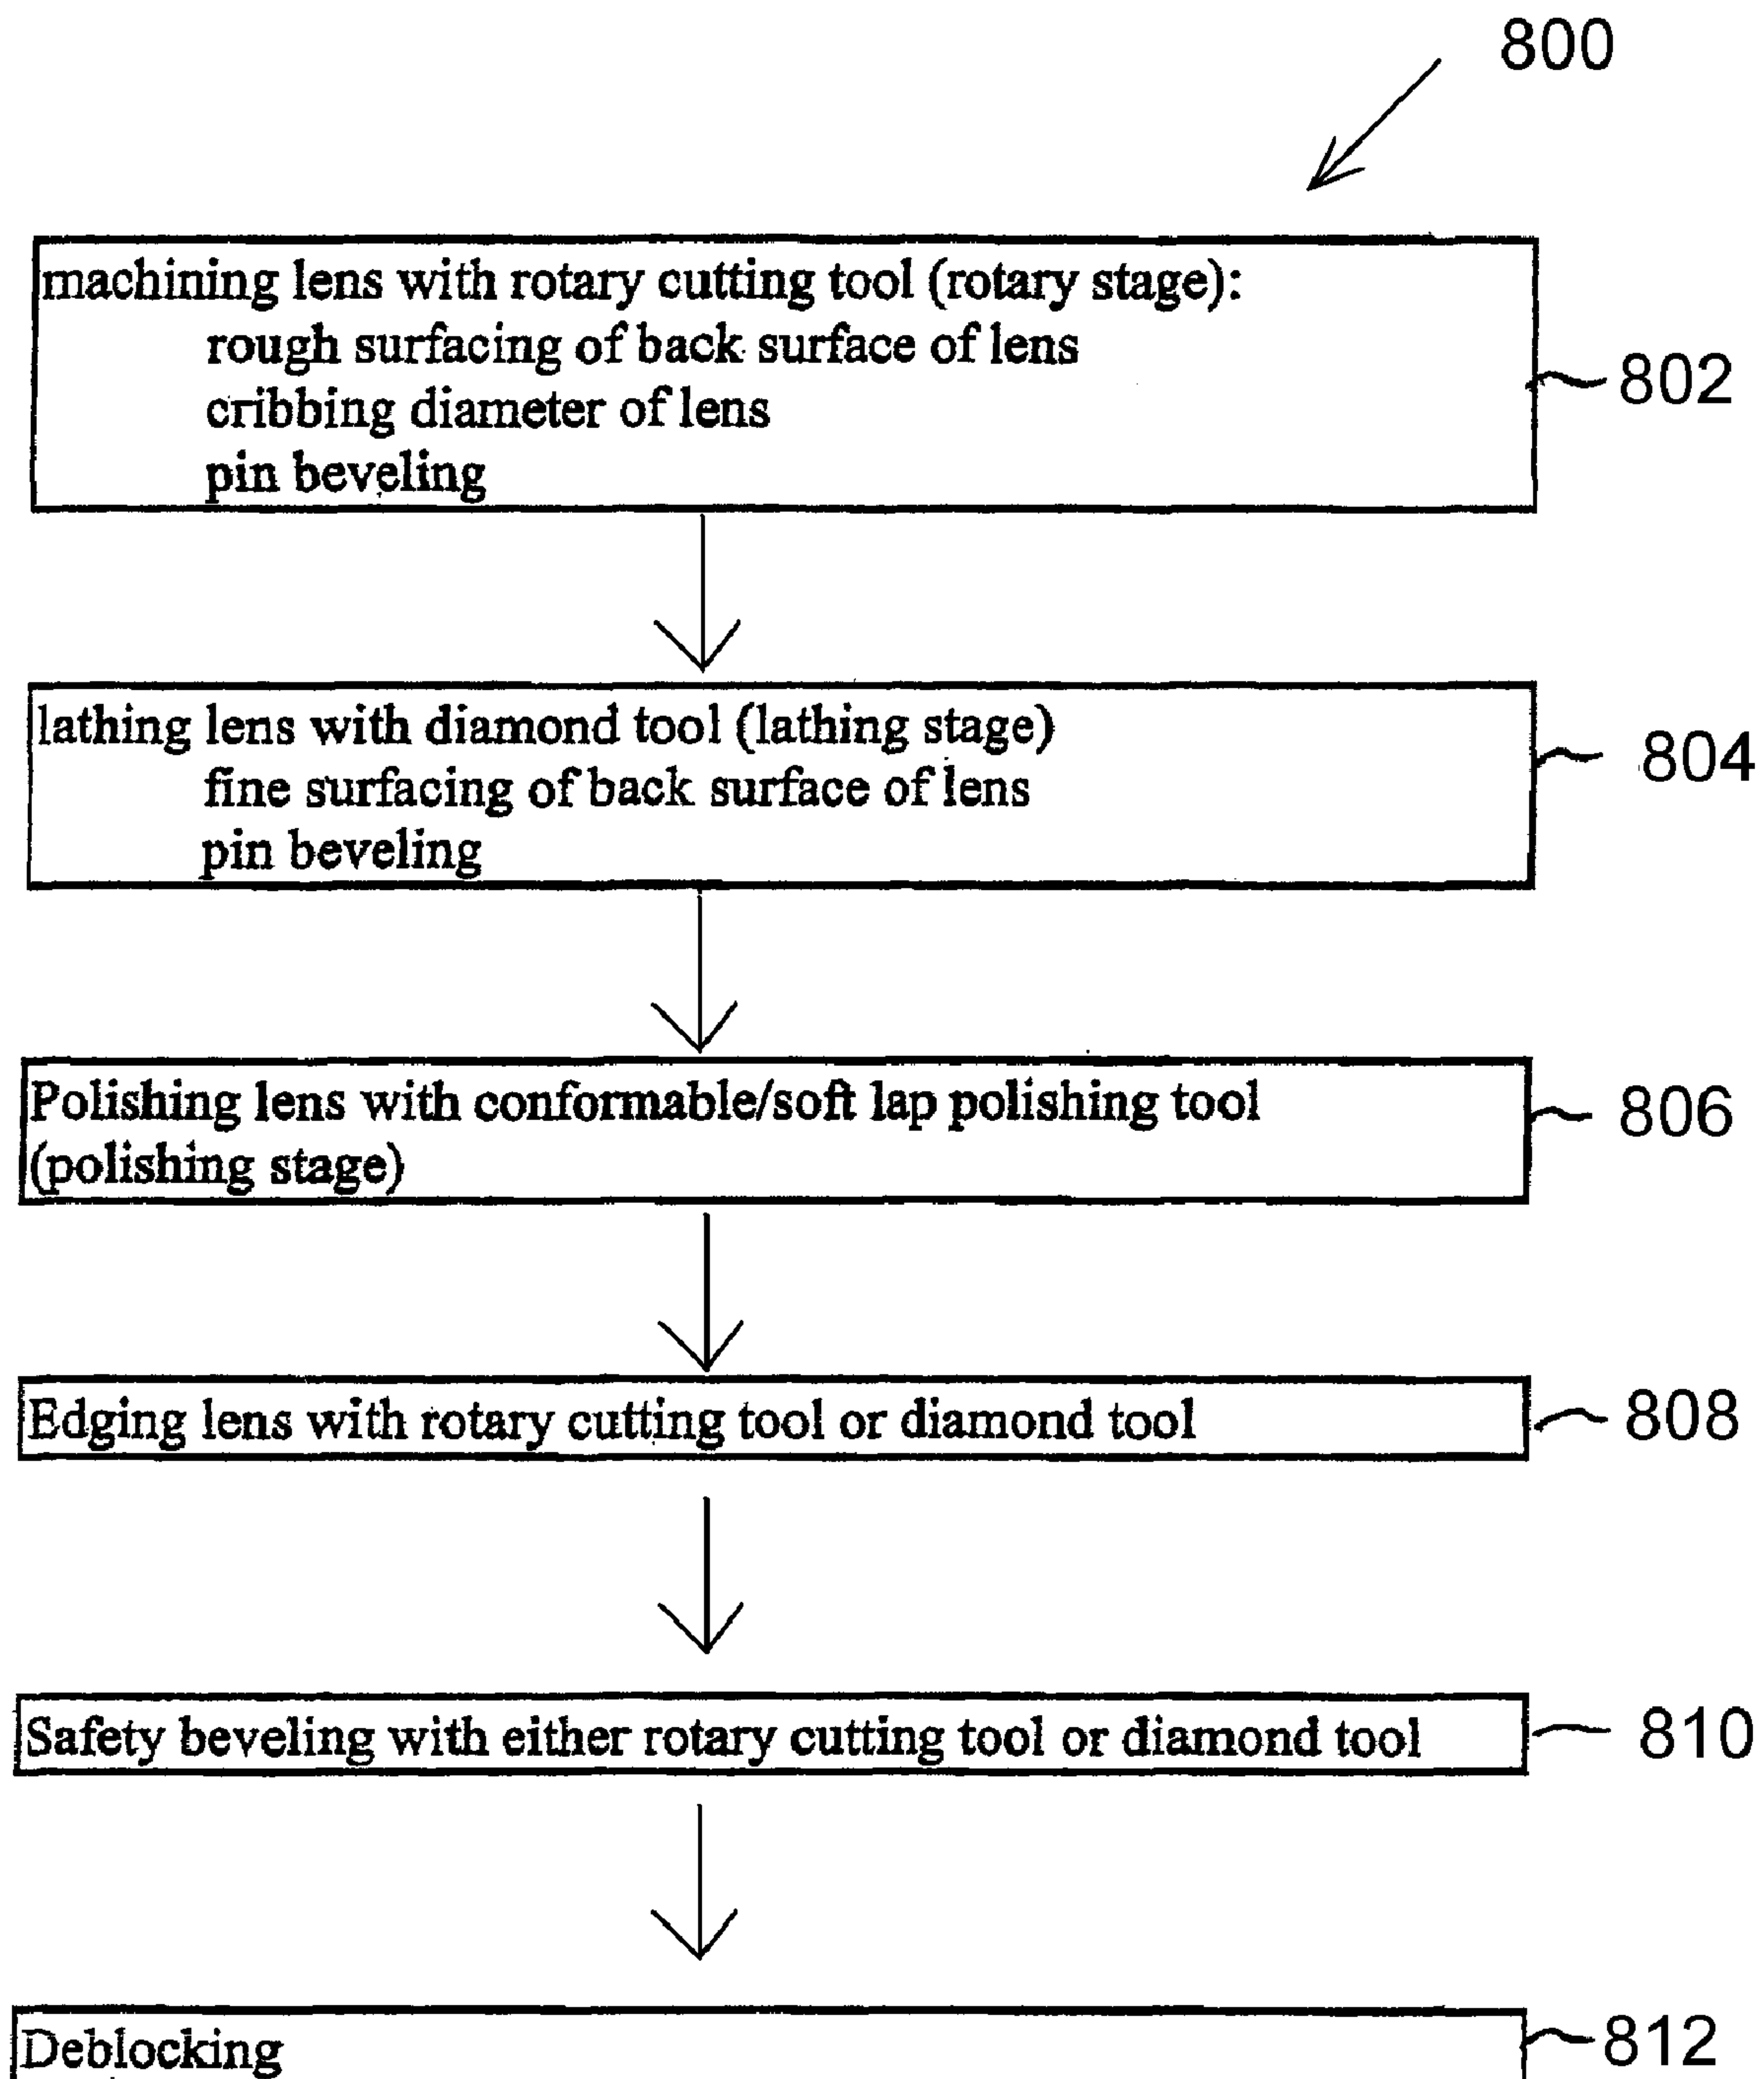 800
machining lens with rotary cutting tool (rotary stage):
rough surfacing of back surface of lens
cribbing diameter of lens
pin beveling
802
lathing lens with diamond tool (lathing stage)
fine surfacing of back surface of lens
pin beveling
804
Polishing lens with conformable/soft lap polishing tool
(polishing stage)
806
Edging lens with rotary cutting tool or diamond tool
808
Safety beveling with either rotary cutting tool or diamond tool
810
Deblocking
812